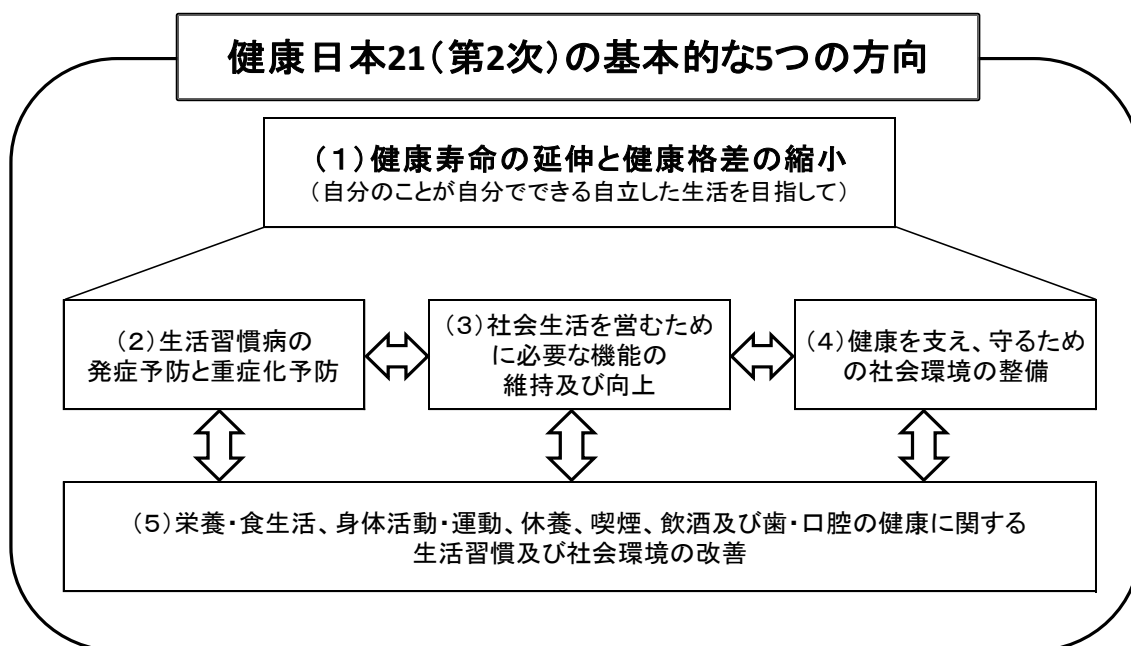 健康日本21（第2次）の基本的な5つの方向
（１）健康寿命の延伸と健康格差の縮小
（自分のことが自分でできる自立した生活を目指して）
（２）生活習慣病の
発症予防と重症化予防
（３）社会生活を営むため
に必要な機能の
維持及び向上
（４）健康を支え、守るため
の社会環境の整備
（５）栄養・食生活、身体活動・運動、休養、喫煙、飲酒及び歯・口腔の健康に関する
生活習慣及び社会環境の改善